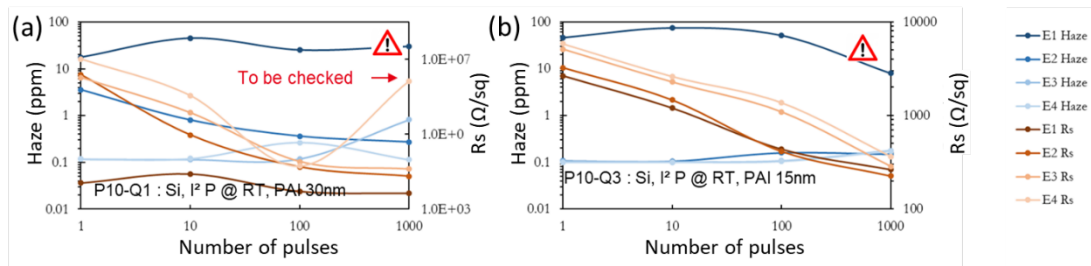 (a)
100
10
1
0.1
0.01
Haze (ppm)
1
10
100
1000
Number of pulses
1.0E+07
1.0E+0
1.0E+03
Rs (Ω/sq)
To be checked
P10-Q1 : Si, I² P @ RT, PAI 30nm
(b)
100
10
1
0.1
0.01
Haze (ppm)
1
10
100
1000
Number of pulses
10000
1000
100
Rs (Ω/sq)
P10-Q3 : Si, I² P @ RT, PAI 15nm
E1 Haze
E2 Haze
E3 Haze
E4 Haze
E1 Rs
E2 Rs
E3 Rs
E4 Rs